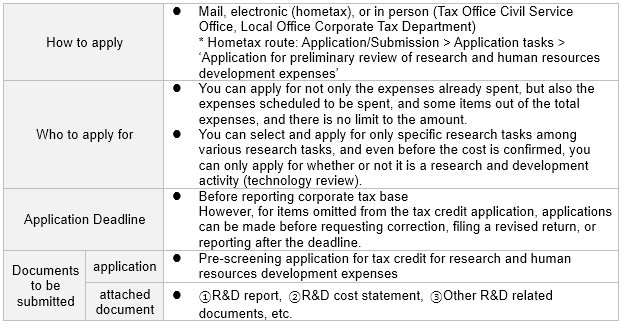 How to apply
● Mail, electronic (hometax), or in person (Tax Office Civil Service
Office, Local Office Corporate Tax Department)
* Hometax route: Application/Submission > Application tasks >
‘Application for preliminary review of research and human resources
development expenses’
Who to apply for
● You can apply for not only the expenses already spent, but also the
expenses scheduled to be spent, and some items out of the total
expenses, and there is no limit to the amount.
● You can select and apply for only specific research tasks among
various research tasks, and even before the cost is confirmed, you
can only apply for whether or not it is a research and development
activity (technology review).
Application Deadline
● Before reporting corporate tax base
However, for items omitted from the tax credit application, applications
can be made before requesting correction, filing a revised return, or
reporting after the deadline.
Documents
to be
submitted
application
● Pre-screening application for tax credit for research and human
resources development expenses
attached
document
● ①R&D report, ②R&D cost statement, ③Other R&D related
documents, etc.